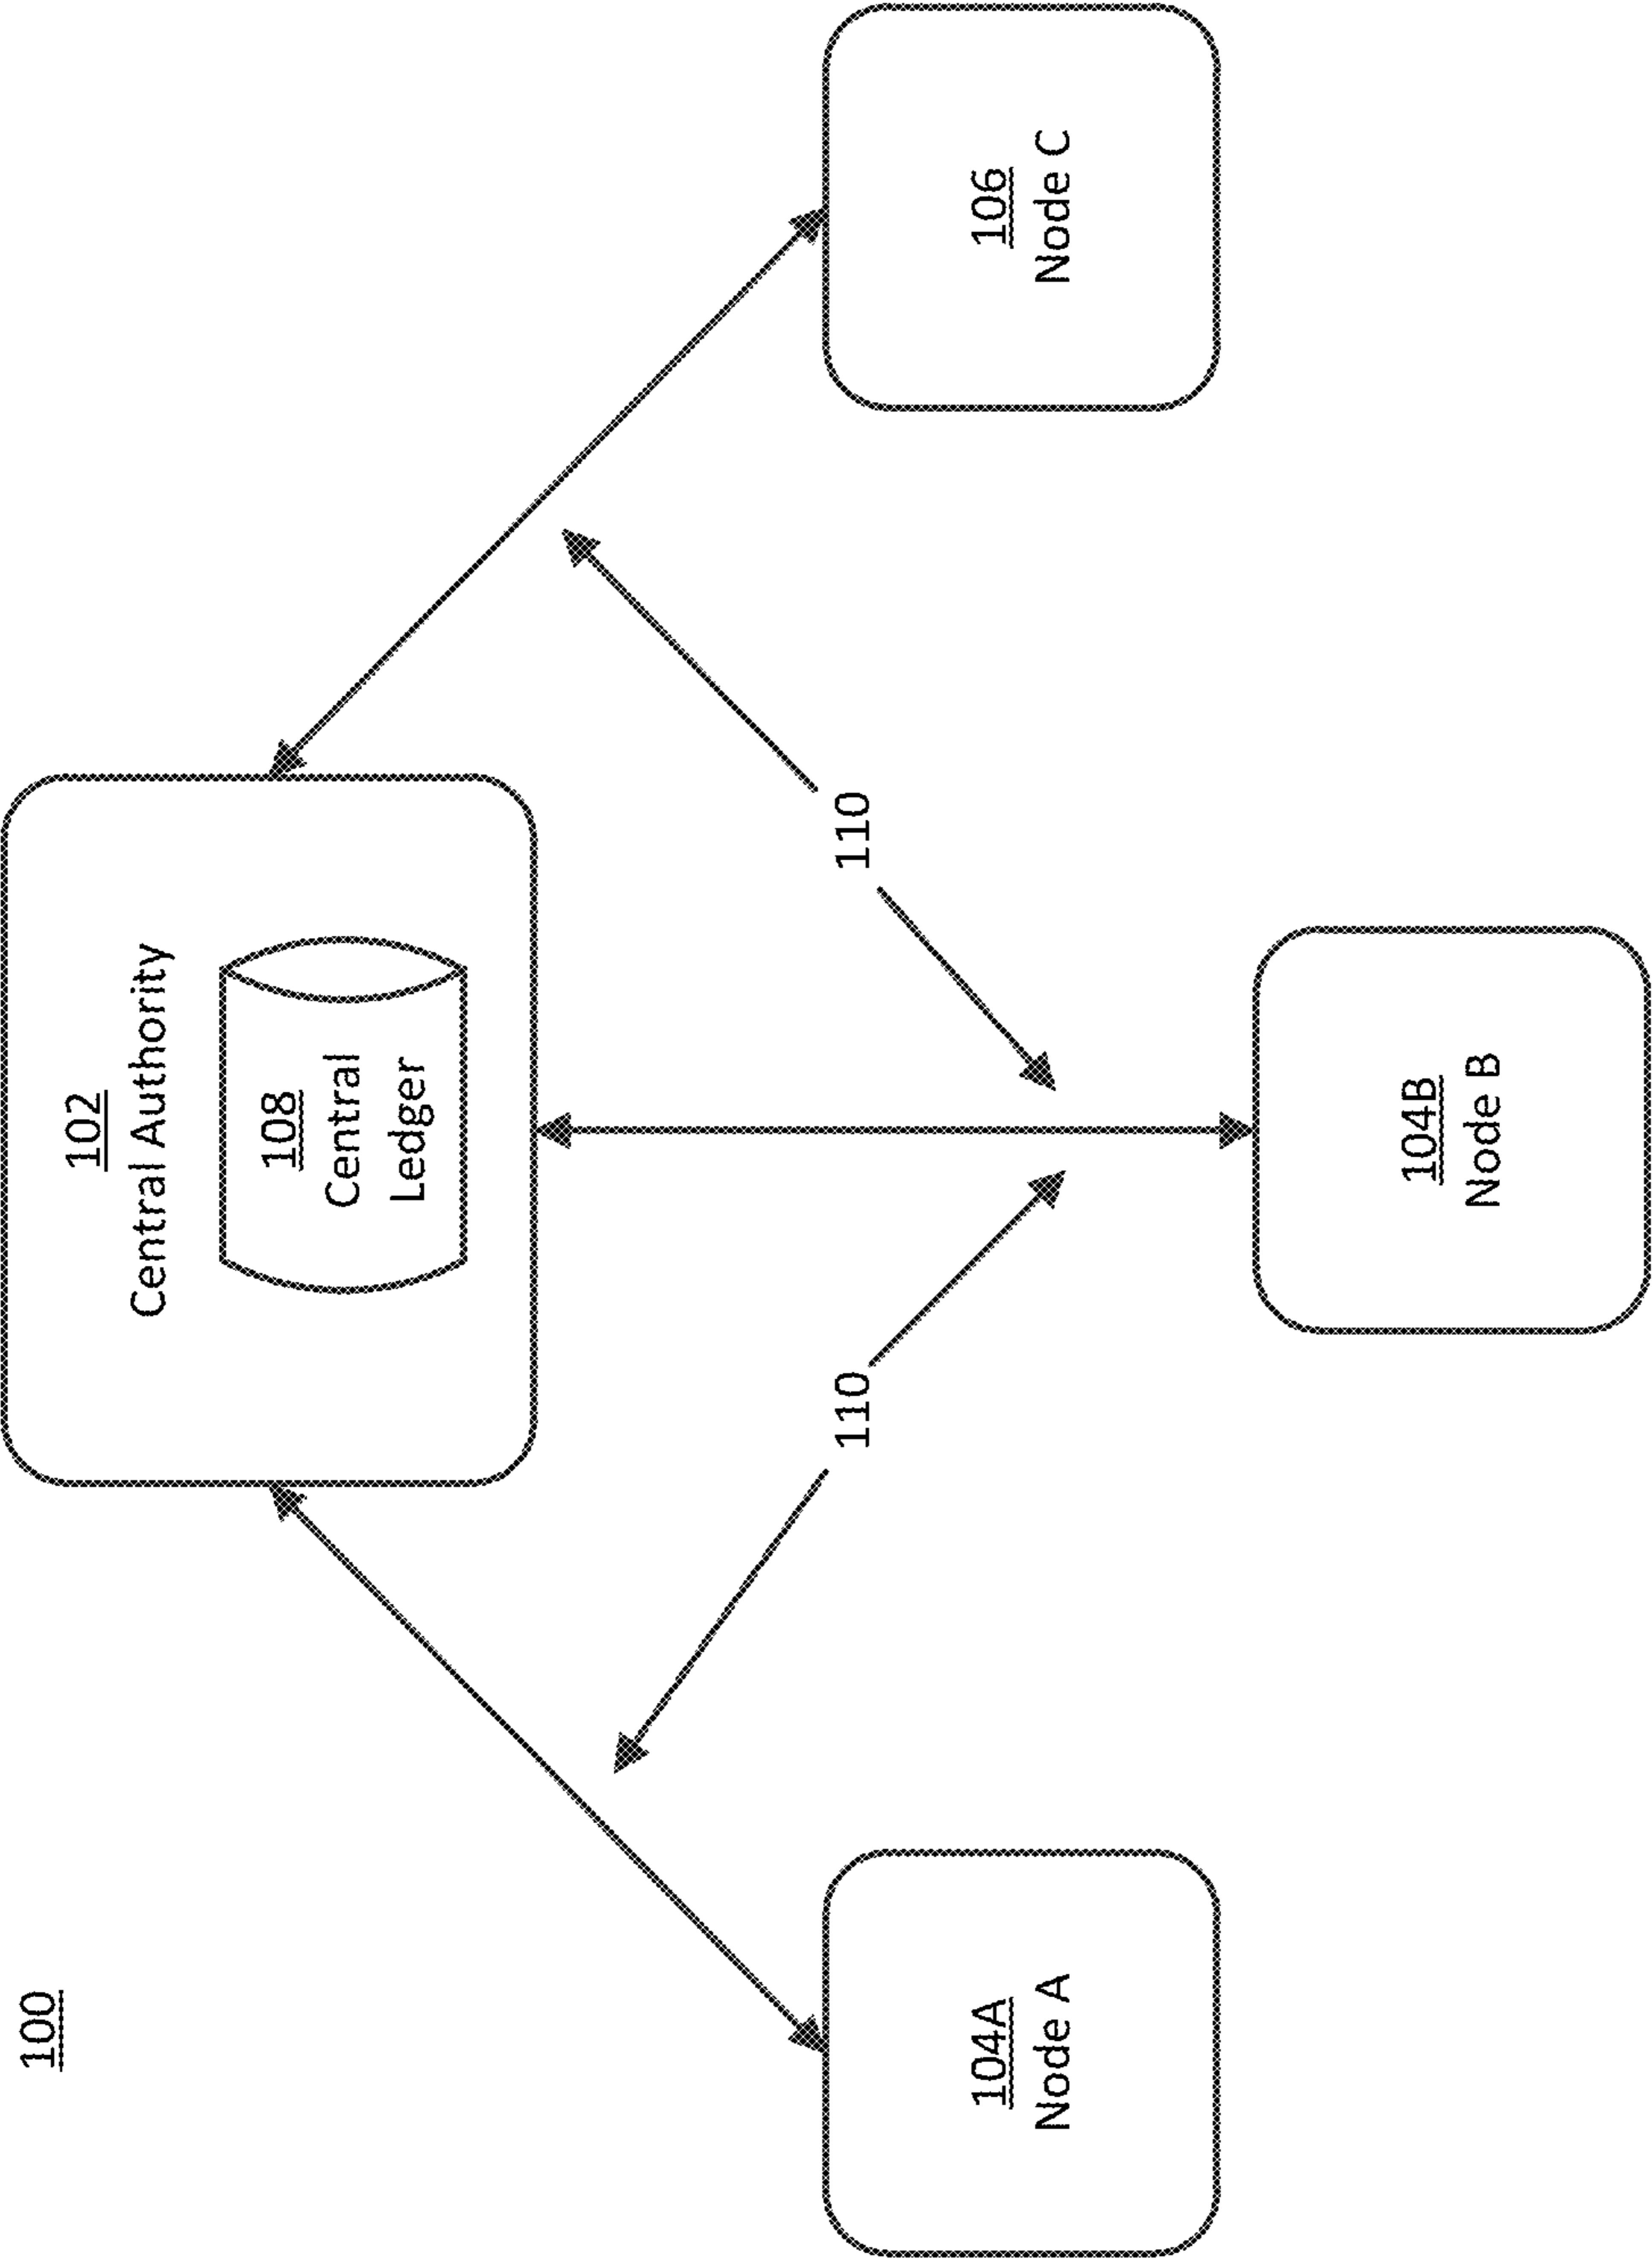 100
102
Central Authority
108
Central
Ledger
110
110
104A
Node A
104B
Node B
106
Node C